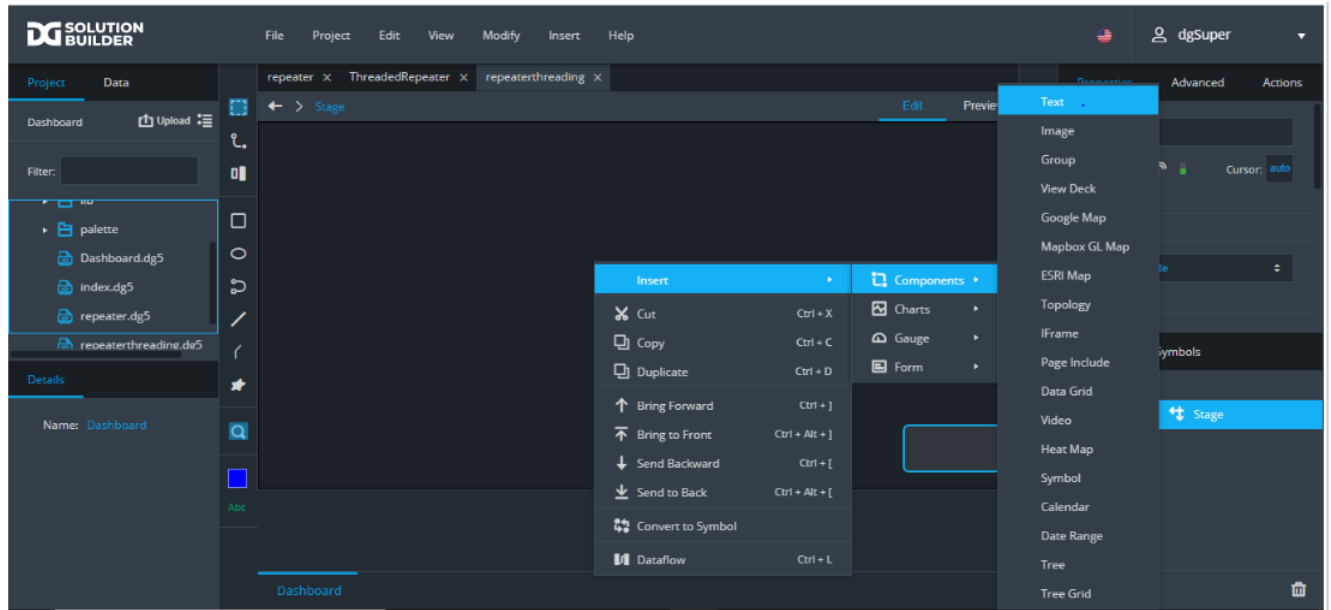 DG SOLUTION BUILDER
File Project Edit View Modify Insert Help
dgSuper
Project Data
repeater × ThreadedRepeater × repeaterthreading ×
Properties Advanced Actions
Dashboard Upload
Stage
Edit
Filter:
palette
Dashboard.dg5
index.dg5
repeater.dg5
repeaterthreading.dg5
Details
Name: Dashboard
Abc
Dashboard
Insert
Cut Ctrl + X
Copy Ctrl + C
Duplicate Ctrl + D
Bring Forward Ctrl + ]
Bring to Front Ctrl + Alt + ]
Send Backward Ctrl + [
Send to Back Ctrl + Alt + [
Convert to Symbol
Dataflow Ctrl + L
Components
Charts
Gauge
Form
Text
Image
Group
View Deck
Google Map
Mapbox GL Map
ESRI Map
Topology
IFrame
Page Include
Data Grid
Video
Heat Map
Symbol
Calendar
Date Range
Tree
Tree Grid
Cursor: auto
Symbols
Stage